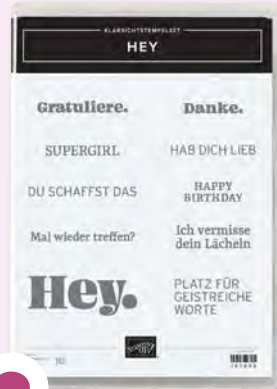 KLARSICHTSTEMPELSET
HEY
Gratuliere.
Danke.
SUPERGIRL
HAB DICH LIEB
DU SCHAFFST DAS
HAPPY
BIRTHDAY
Mal wieder treffen?
Ich vermisse
dein Lächeln
Hey.
PLATZ FÜR
GEISTREICHE
WORTE